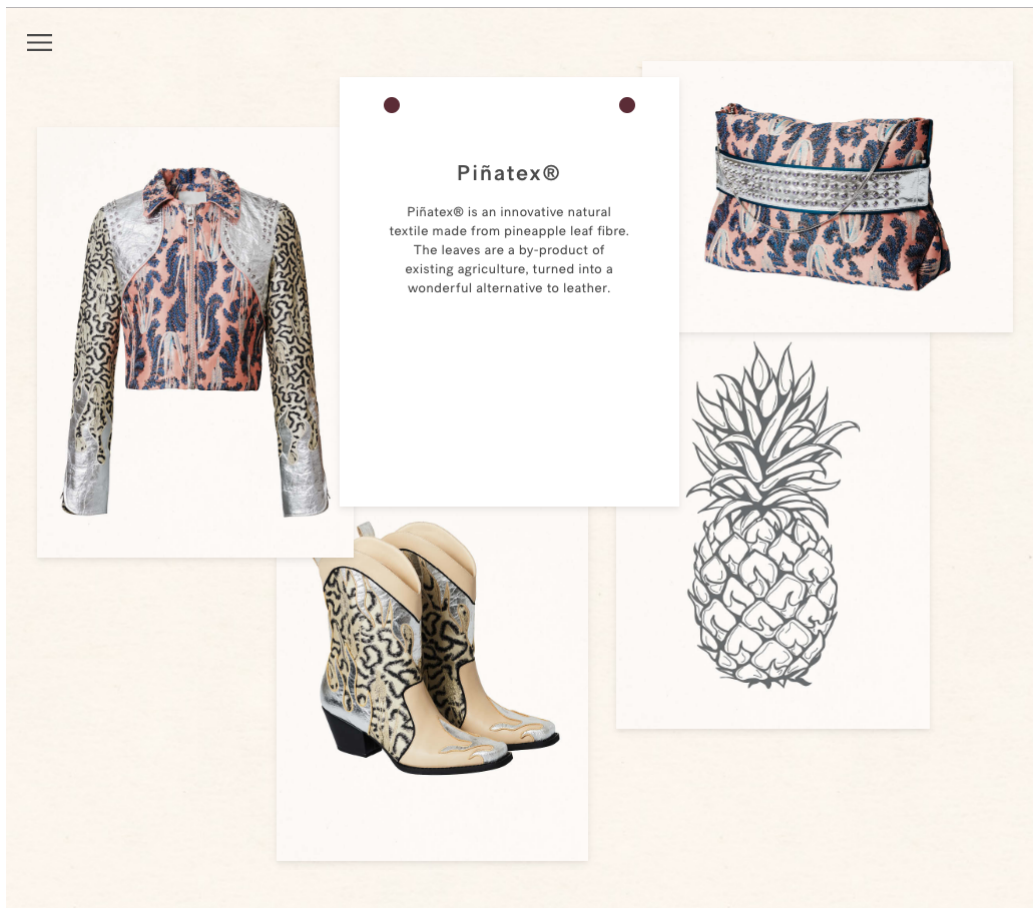 Piñatex®
Piñatex® is an innovative natural
textile made from pineapple leaf fibre.
The leaves are a by-product of
existing agriculture, turned into a
wonderful alternative to leather.